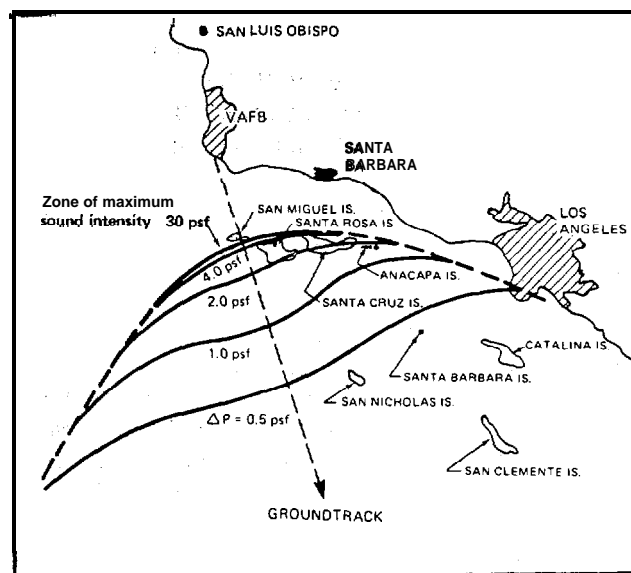 SAN LUIS OBISPO
VAFB
SANTA
BARBARA
Zone of maximum
sound intensity 30 psf
SAN MIGUEL IS.
SANTA ROSA IS
LOS
ANGELES
4.0 psf
ANACAPA IS.
2.0 psf
SANTA CRUZ IS.
1.0 psf
CATALINA IS.
SANTA BARBARA IS.
SAN NICHOLAS IS.
Δ P = 0.5 psf
SAN CLEMENTE IS.
GROUNDTRACK